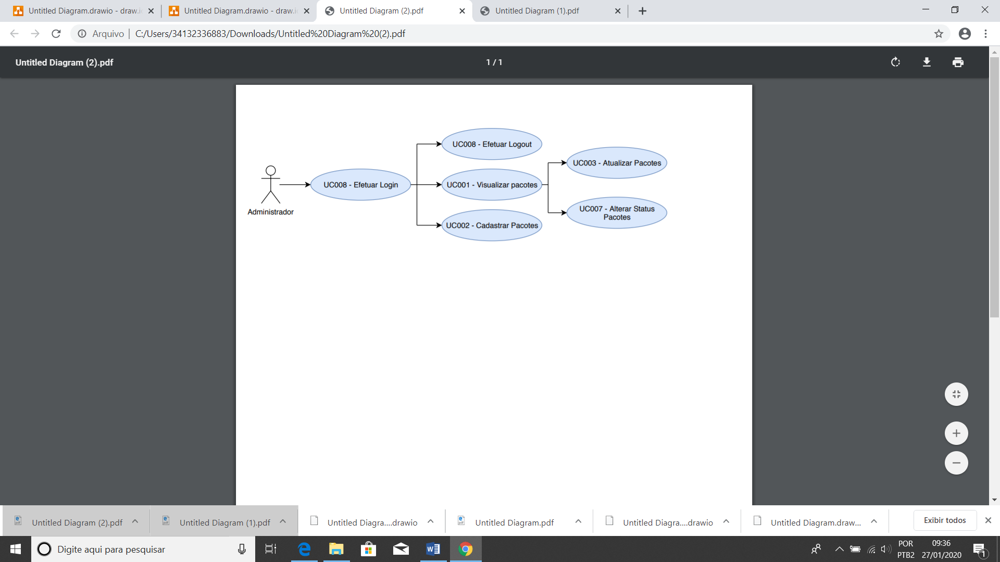 Untitled Diagram.drawio - draw.i
Untitled Diagram.drawio - draw.i
Untitled Diagram (2).pdf
Untitled Diagram (1).pdf
Arquivo
C:/Users/34132336883/Downloads/Untitled%20Diagram%20(2).pdf
Untitled Diagram (2).pdf
1 / 1
UC008 - Efetuar Logout
UC003 - Atualizar Pacotes
UC008 - Efetuar Login
UC001 - Visualizar pacotes
Administrador
UC007 - Alterar Status
Pacotes
UC002 - Cadastrar Pacotes
Untitled Diagram (2).pdf
Untitled Diagram (1).pdf
Untitled Diagra....drawio
Untitled Diagram.pdf
Untitled Diagra....drawio
Untitled Diagram.draw...
Exibir todos
Digite aqui para pesquisar
POR
PTB2
09:36
27/01/2020
1